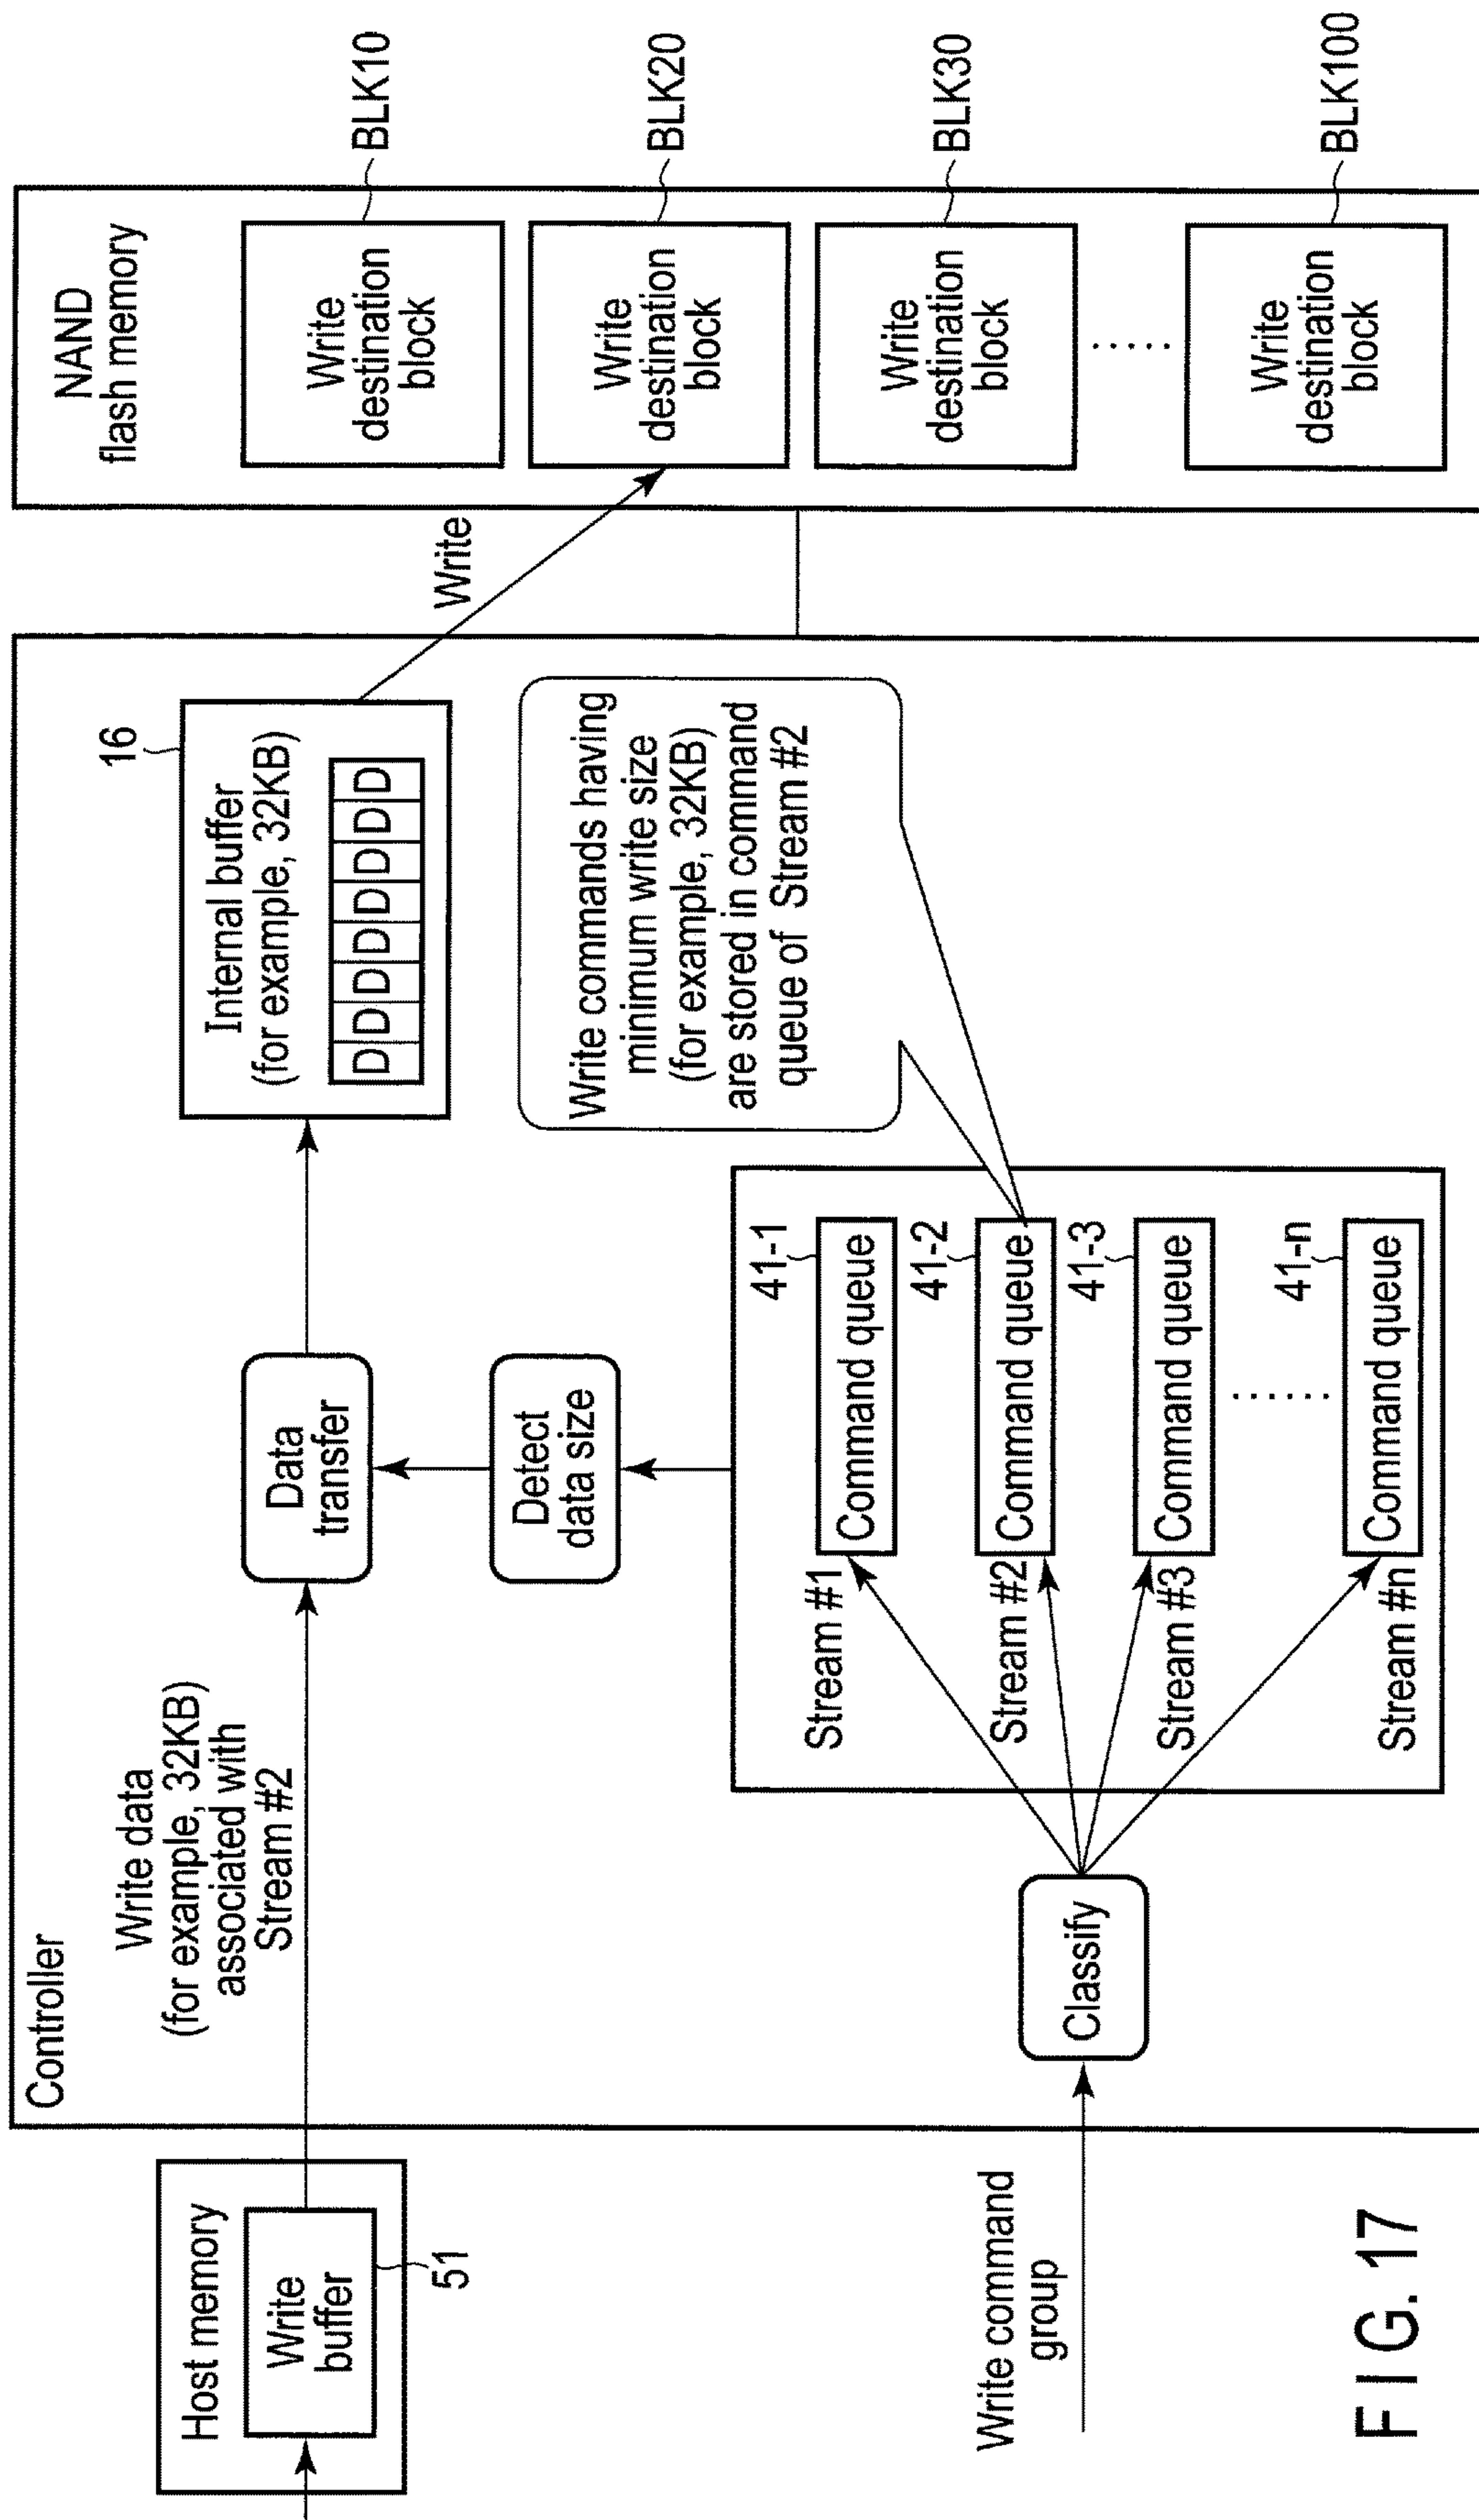 Controller
Host memory
Write
buffer
51
Write data
(for example, 32KB)
associated with
Stream #2
Data
transfer
Detect
data size
Internal buffer
(for example, 32KB)
D D D D D D D D
16
Write
NAND
flash memory
Write
destination
block
BLK10
Write
destination
block
BLK20
Write
destination
block
BLK30
......
Write
destination
block
BLK100
Write commands having
minimum write size
(for example, 32KB)
are stored in command
queue of Stream #2
Write command
group
Classify
Stream #1
Command queue
41-1
Stream #2
Command queue
41-2
Stream #3
Command queue
41-3
......
Stream #n
Command queue
41-n
FIG. 17